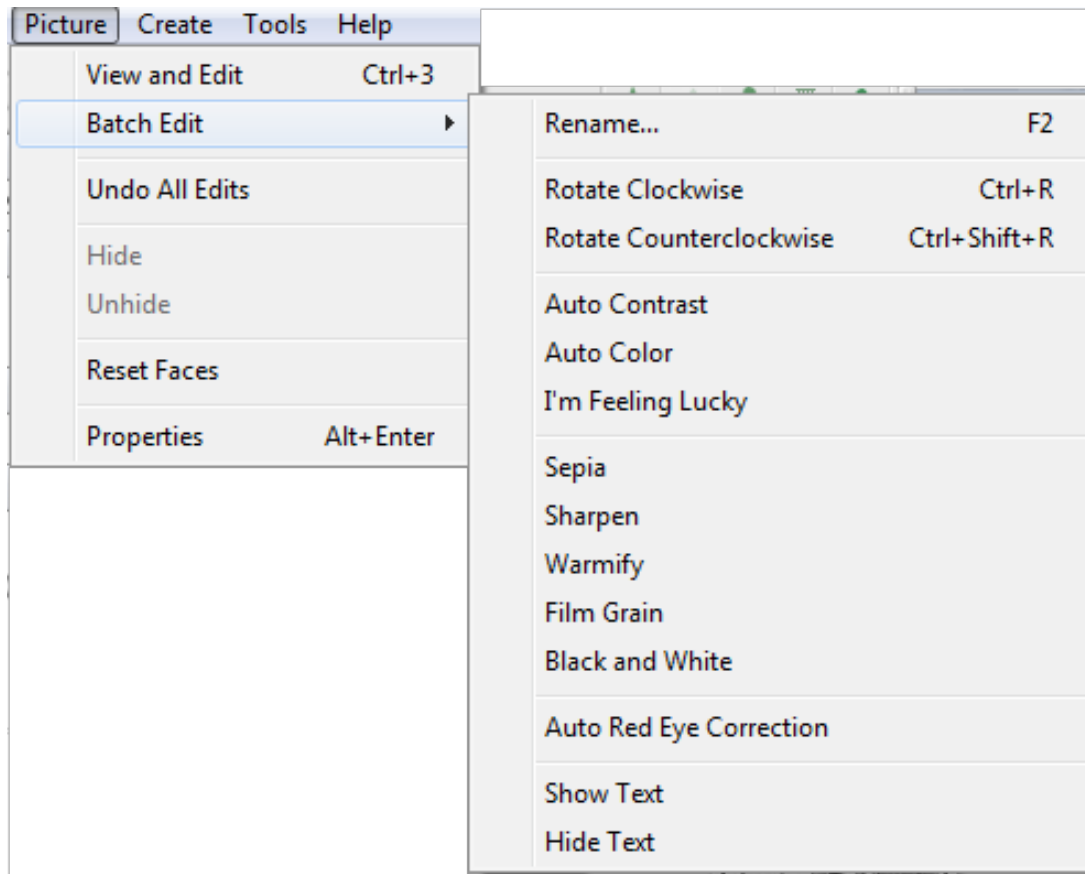 Picture Create Tools Help
View and Edit Ctrl+3
Batch Edit
Undo All Edits
Hide
Unhide
Reset Faces
Properties Alt+Enter
Rename... F2
Rotate Clockwise Ctrl+R
Rotate Counterclockwise Ctrl+Shift+R
Auto Contrast
Auto Color
I'm Feeling Lucky
Sepia
Sharpen
Warmify
Film Grain
Black and White
Auto Red Eye Correction
Show Text
Hide Text